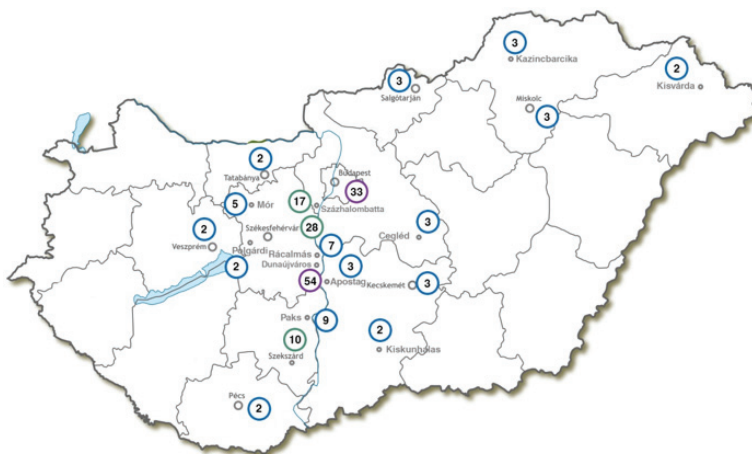 3
Kazincbarcika
2
Kisvárda
3
Salgótarján
Miskolc
3
2
Tatabánya
Budapest
33
5
Mór
17
Százhalombatta
2
Veszprém
Székesfehérvár
28
3
Cegléd
Polgárdi
7
Rácalmás
Dunaújváros
2
3
54
Apostag
Kecskemét
3
Paks
9
10
Szekszárd
2
Kiskunhalas
Pécs
2